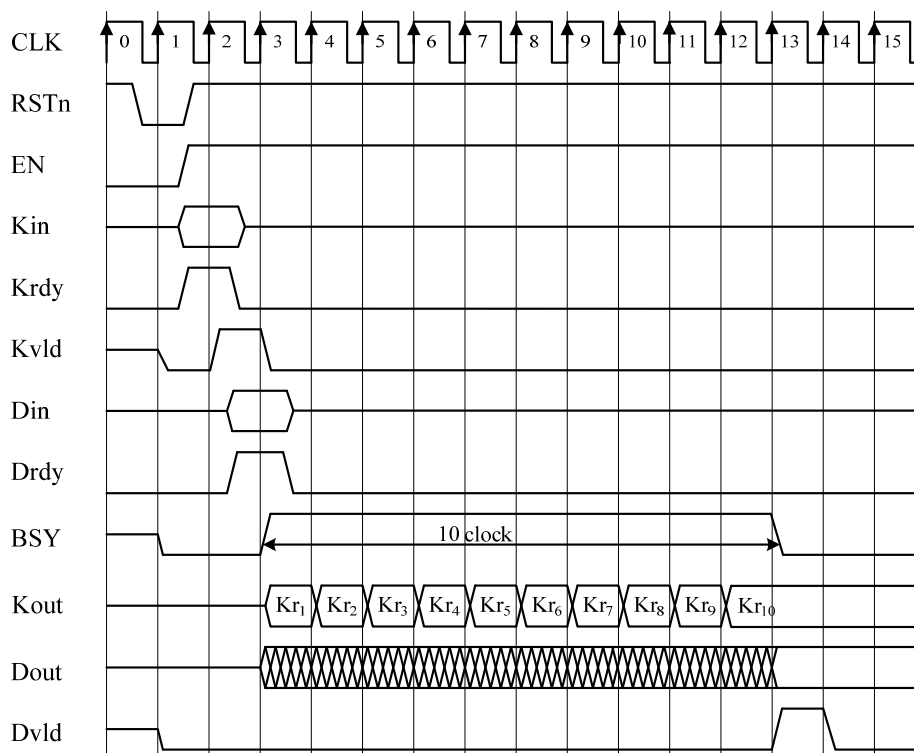 CLK 0 1 2 3 4 5 6 7 8 9 10 11 12 13 14 15
RSTn
EN
Kin
Krdy
Kvld
Din
Drdy
BSY 10 clock
Kout Kr₁ Kr₂ Kr₃ Kr₄ Kr₅ Kr₆ Kr₇ Kr₈ Kr₉ Kr₁₀
Dout
Dvld